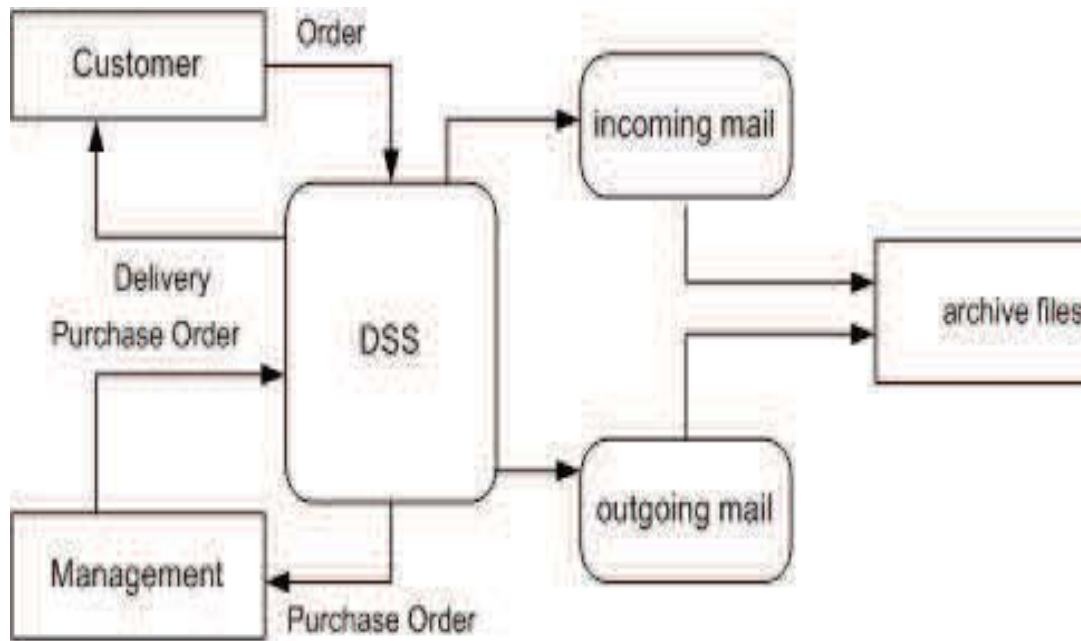 Order
Customer
incoming mail
Delivery
Purchase Order
DSS
archive files
outgoing mail
Management
Purchase Order